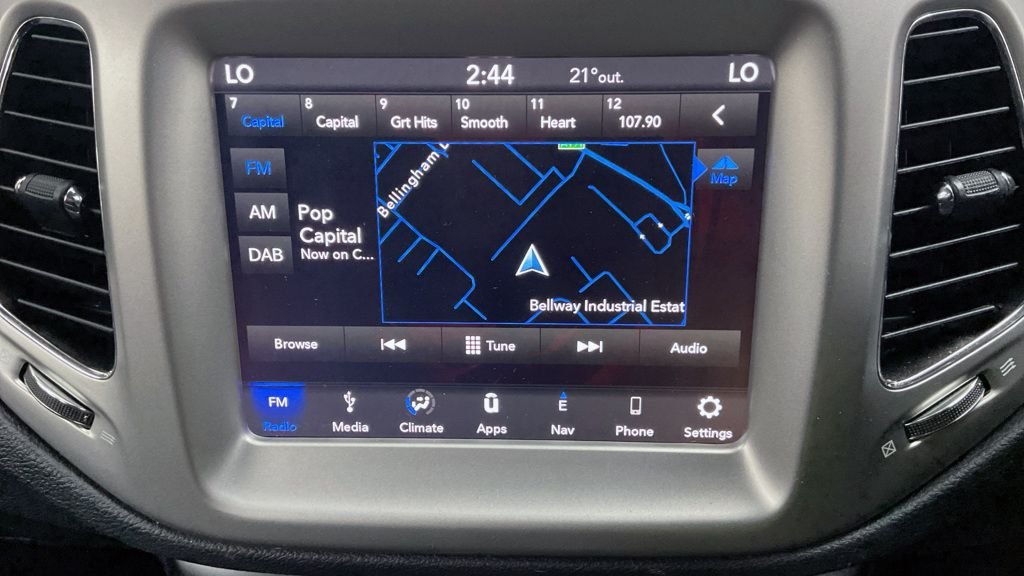 LO 2:44 21°out. LO
7 8 9 10 11 12
Capital Capital Grt Hits Smooth Heart 107.90
FM
AM
DAB
Pop
Capital
Now on C...
Bellingham
Bellway Industrial Estat
Map
Browse Tune Audio
FM E
Radio Media Climate Apps Nav Phone Settings